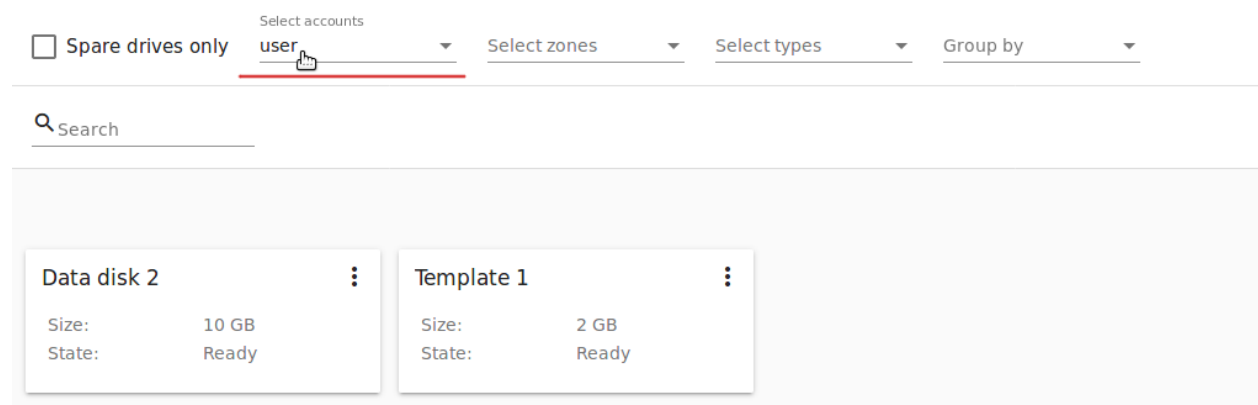 Select accounts
Spare drives only user Select zones Select types Group by
Search
Data disk 2 Template 1
Size: 10 GB Size: 2 GB
State: Ready State: Ready